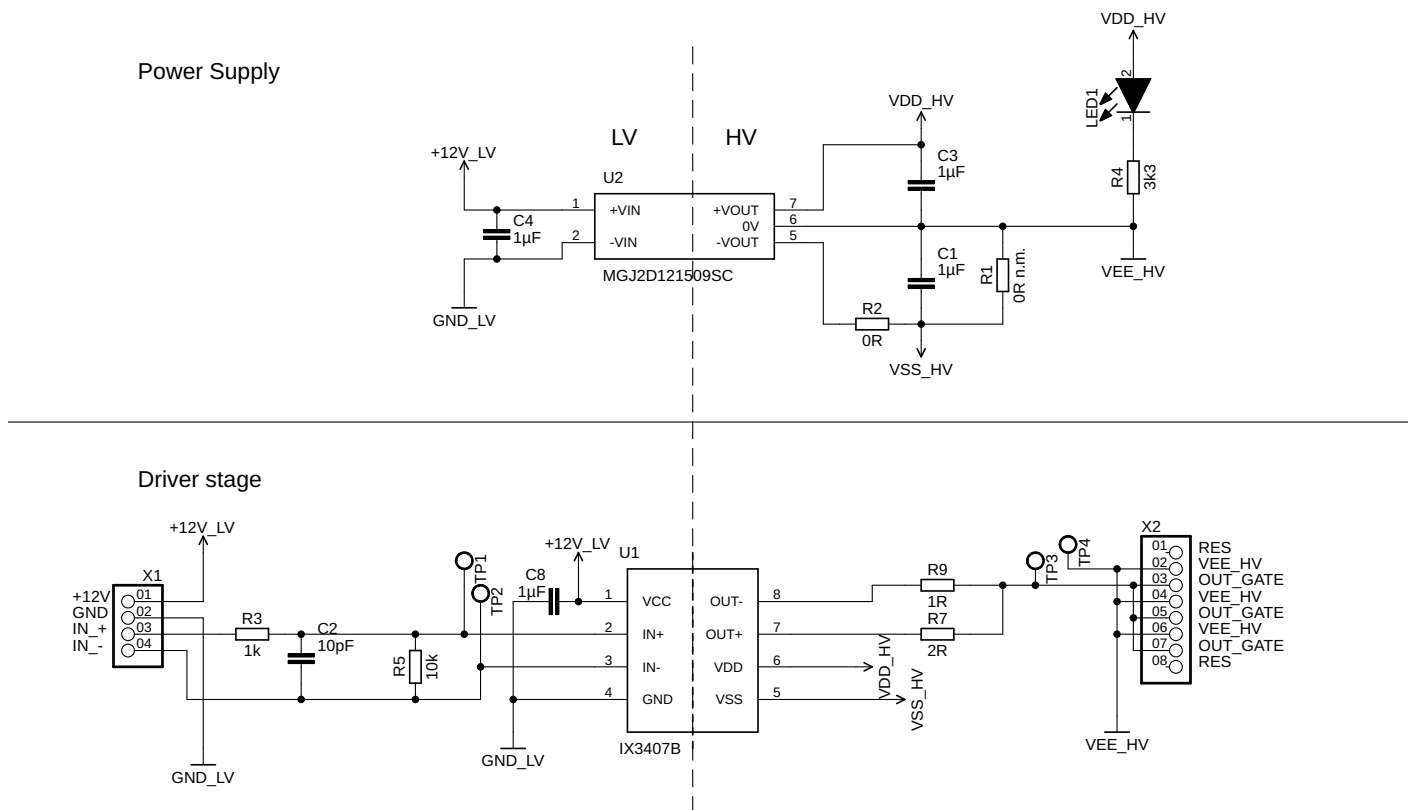 VDD_HV
Power Supply
2
LED1
1
VDD_HV
LV
HV
+12V_LV
C3
1µF
R4
3k3
U2
1
+VIN
+VOUT
7
C4
1µF
0V
6
2
-VIN
-VOUT
5
C1
1µF
R1
0R n.m.
VEE_HV
MGJ2D121509SC
GND_LV
R2
0R
VSS_HV
Driver stage
+12V_LV
X1
+12V
01
GND
02
IN_+
03
IN_-
04
R3
1k
C2
10pF
R5
10k
GND_LV
TP1
TP2
+12V_LV
C8
1µF
GND_LV
U1
1
VCC
OUT-
8
2
IN+
OUT+
7
3
IN-
VDD
6
4
GND
VSS
5
IX3407B
R9
1R
R7
2R
VDD_HV
VSS_HV
TP3
TP4
VEE_HV
X2
01
RES
02
VEE_HV
03
OUT_GATE
04
VEE_HV
05
OUT_GATE
06
VEE_HV
07
OUT_GATE
08
RES